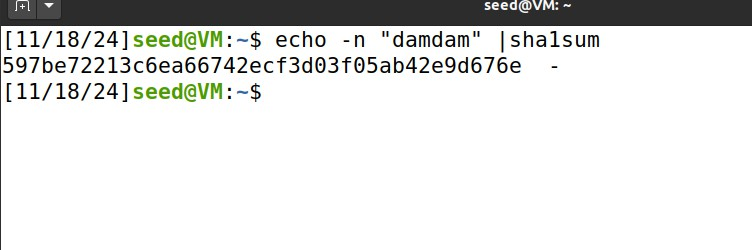 seed@VM: ~
[11/18/24]seed@VM:~$ echo -n "damdam" |sha1sum
597be72213c6ea66742ecf3d03f05ab42e9d676e  -
[11/18/24]seed@VM:~$